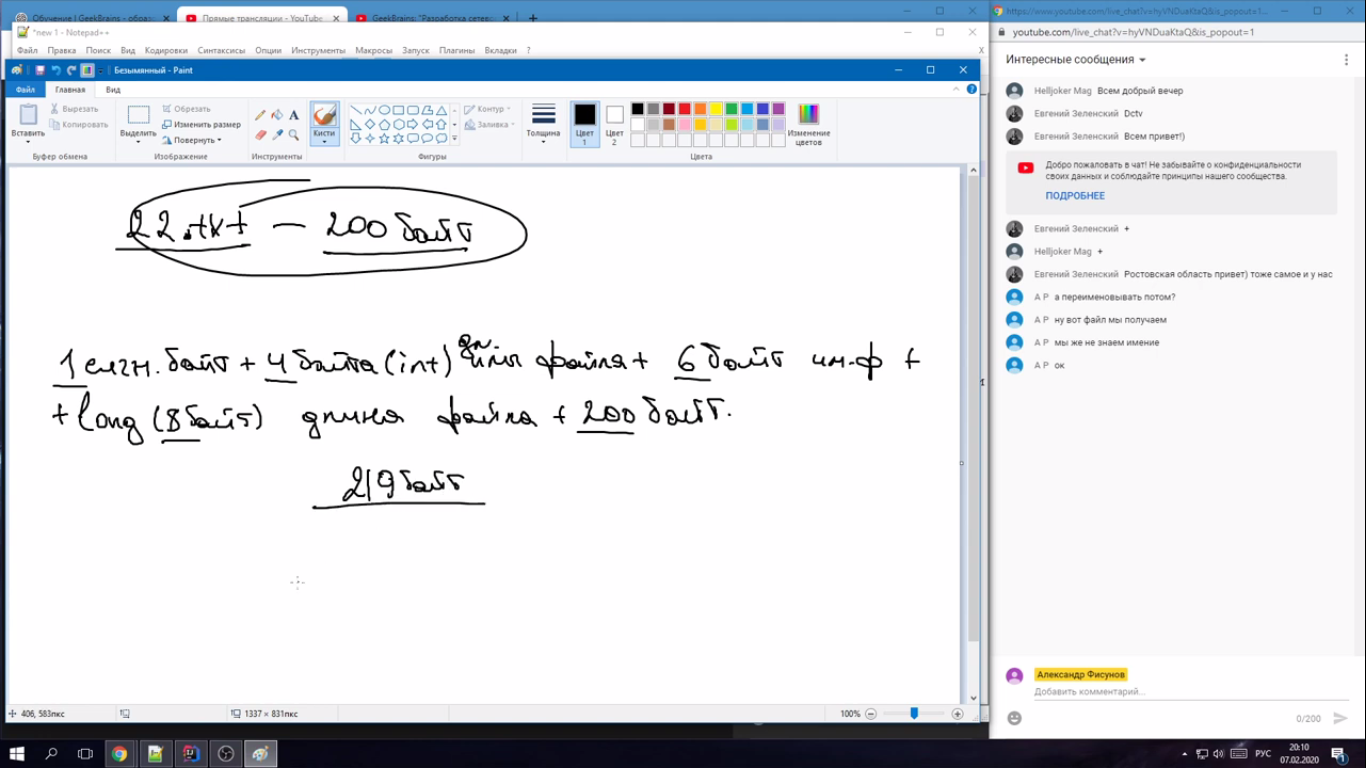 Обучение | GeekBrains - образ
Прямые трансляции - YouTube
GeekBrains: "Разработка сетев
*new 1 - Notepad++
Файл Правка Поиск Вид Кодировки Синтаксисы Опции Инструменты Макросы Запуск Плагины Вкладки ?
X
Безымянный - Paint
Файл Главная Вид
Вставить
Вырезать
Копировать
Буфер обмена
Выделить
Обрезать
Изменить размер
Повернуть
Изображение
Инструменты
Кисти
Контур
Заливка
Фигуры
Толщина
Цвет 1
Цвет 2
Изменение цветов
Цвета
22.txt — 200 байт
1 сигн. байт + 4 байта (int) длины файла + 6 байт им.ф +
+ long (8 байт) длина файла + 200 байт.
219 байт
406, 583пкс
1337 × 831пкс
100%
https://www.youtube.com/live_chat?v=hyVNDuaKtaQ&is_popout=1...
youtube.com/live_chat?v=hyVNDuaKtaQ&is_popout=1
Интересные сообщения
Helljoker Mag Всем добрый вечер
Евгений Зеленский Dctv
Евгений Зеленский Всем привет!)
Добро пожаловать в чат! Не забывайте о конфиденциальности
своих данных и соблюдайте принципы нашего сообщества.
ПОДРОБНЕЕ
Евгений Зеленский +
Helljoker Mag +
Евгений Зеленский Ростовская область привет) тоже самое и у нас
А Р а переименовывать потом?
А Р ну вот файл мы получаем
А Р мы же не знаем имение
А Р ок
Александр Фисунов
Добавить комментарий...
0/200
РУС
20:10
07.02.2020